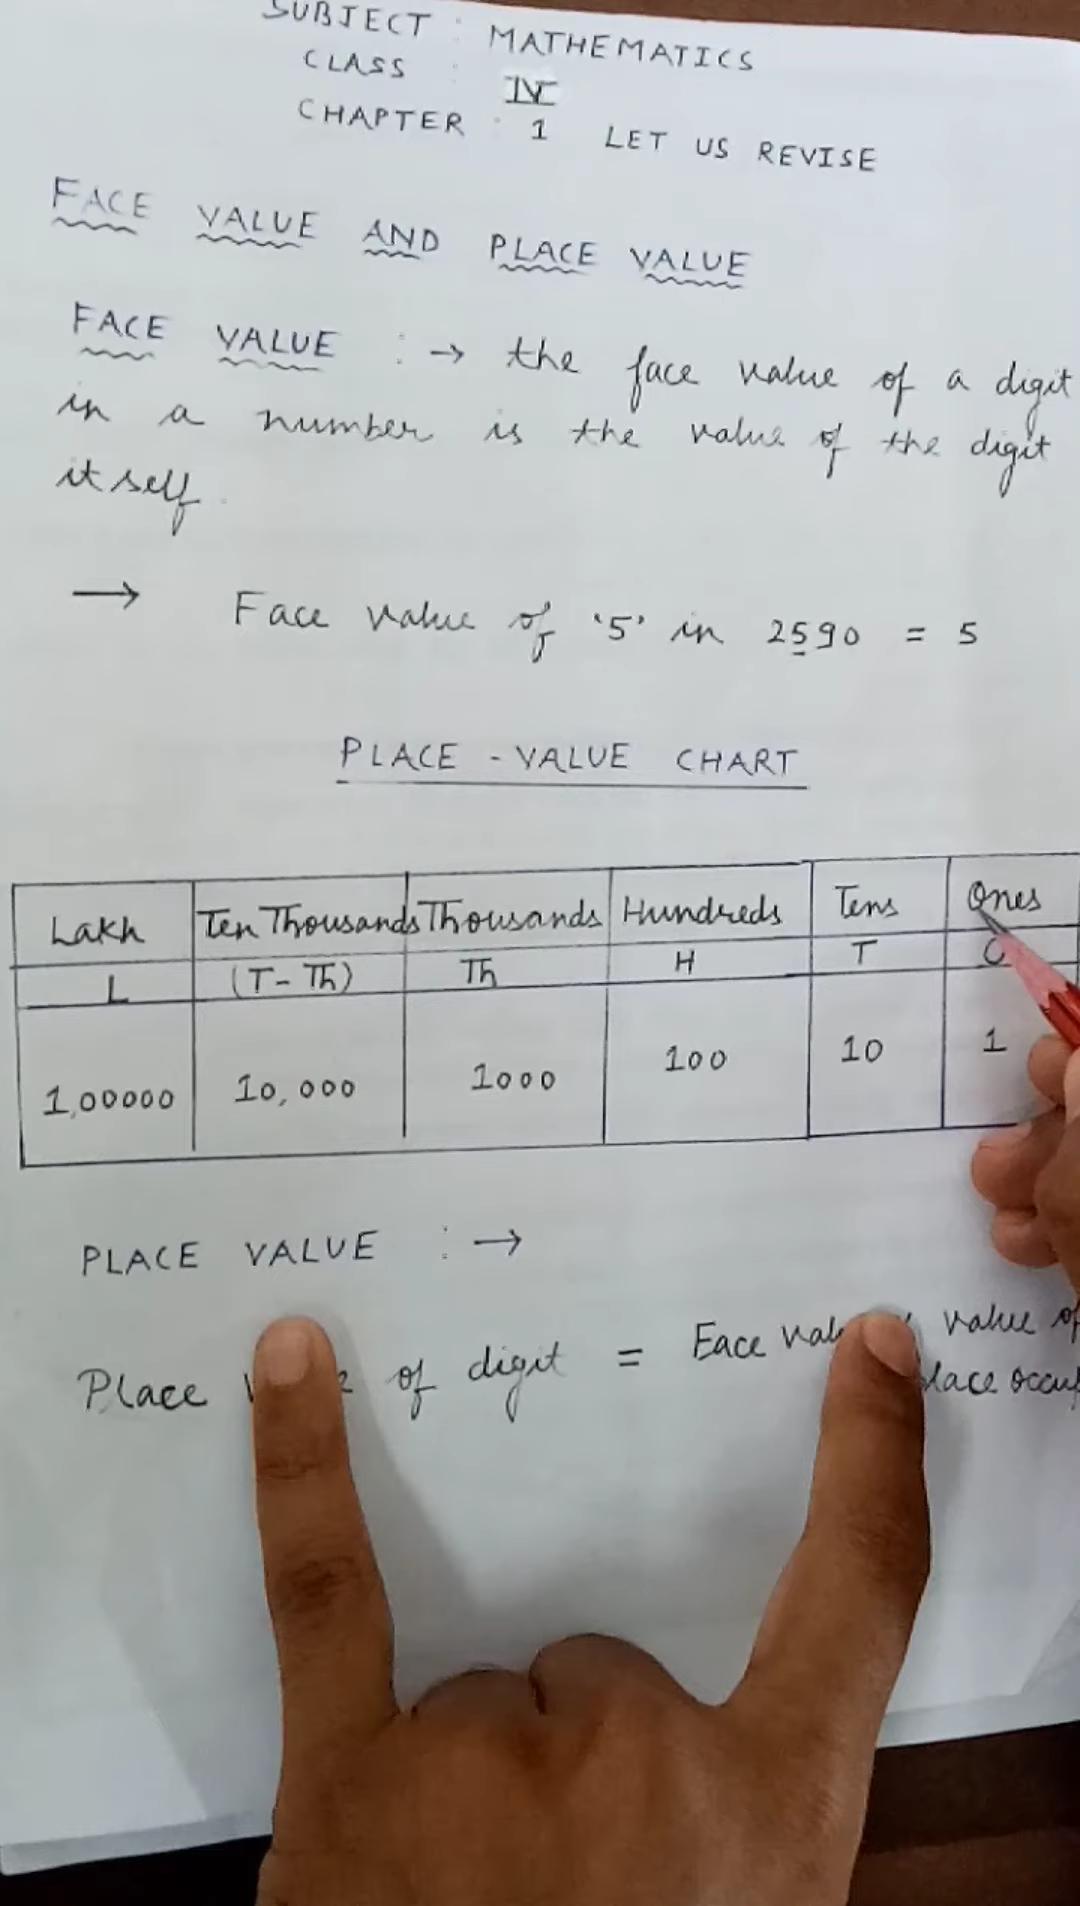 SUBJECT : MATHEMATICS
CLASS : IV
CHAPTER : 1 LET US REVISE
FACE VALUE AND PLACE VALUE
FACE VALUE :→ the face value of a digit
in a number is the value of the digit
itself.
→ Face value of '5' in 2590 = 5
PLACE - VALUE CHART
Lakh Ten Thousands Thousands Hundreds Tens Ones
L (T-Th) Th H T O
1,00000 10,000 1000 100 10 1
PLACE VALUE :→
Place of digit = Face value of